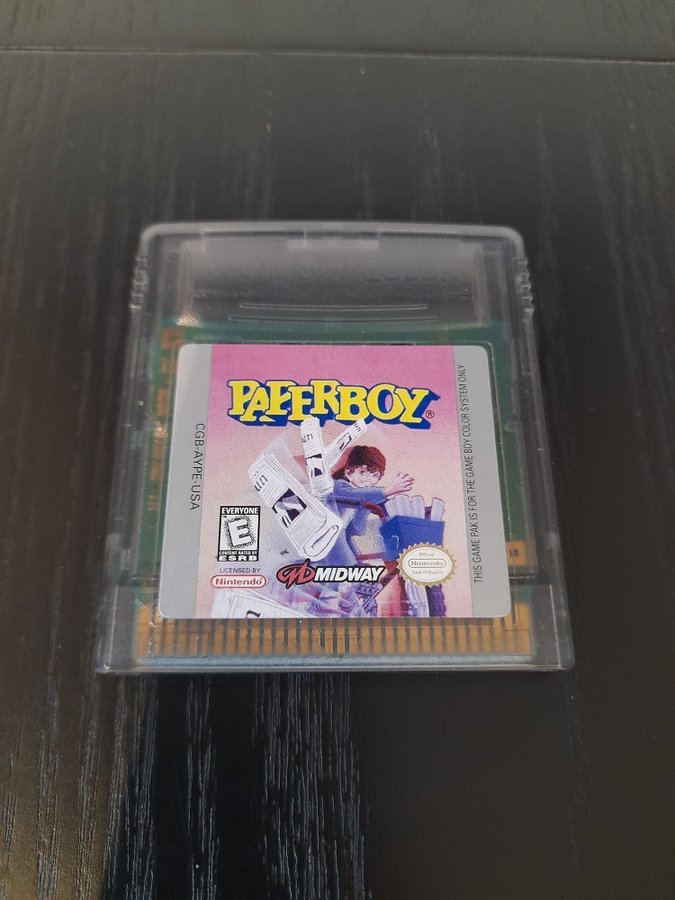 PAPERBOY®
CGB-AYPE-USA
THIS GAME PAK IS FOR THE GAME BOY COLOR SYSTEM ONLY
EVERYONE
E
CONTENT RATED BY
ESRB
LICENSED BY
Nintendo
MIDWAY
Official
Nintendo
Seal of Quality